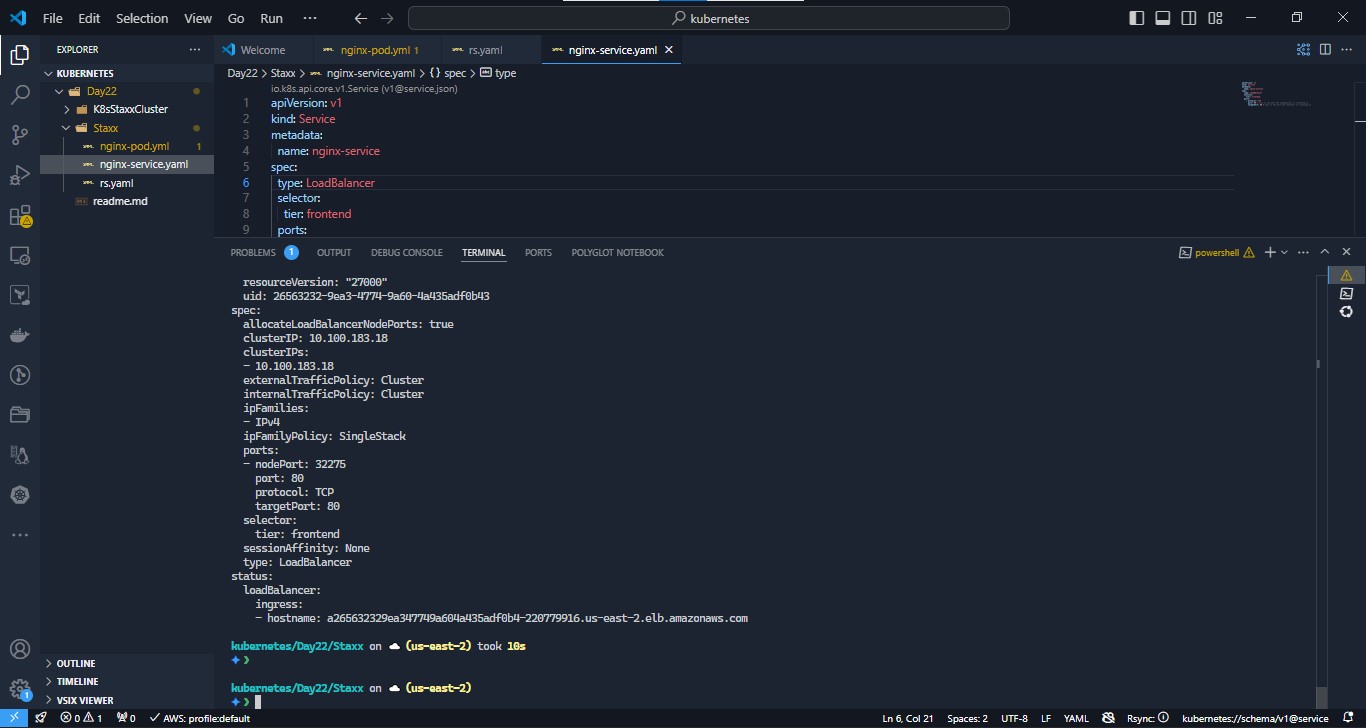 File Edit Selection View Go Run ··· kubernetes
EXPLORER ···
KUBERNETES
Day22
K8sStaxxCluster
Staxx
nginx-pod.yml 1
nginx-service.yaml
rs.yaml
readme.md
OUTLINE
TIMELINE
VSIX VIEWER
Welcome nginx-pod.yml 1 rs.yaml nginx-service.yaml
Day22 > Staxx > nginx-service.yaml > {} spec > type
io.k8s.api.core.v1.Service (v1@service.json)
1 apiVersion: v1
2 kind: Service
3 metadata:
4 name: nginx-service
5 spec:
6 type: LoadBalancer
7 selector:
8 tier: frontend
9 ports:
PROBLEMS 1 OUTPUT DEBUG CONSOLE TERMINAL PORTS POLYGLOT NOTEBOOK powershell
resourceVersion: "27000"
uid: 26563232-9ea3-4774-9a60-4a435adf0b43
spec:
allocateLoadBalancerNodePorts: true
clusterIP: 10.100.183.18
clusterIPs:
- 10.100.183.18
externalTrafficPolicy: Cluster
internalTrafficPolicy: Cluster
ipFamilies:
- IPv4
ipFamilyPolicy: SingleStack
ports:
- nodePort: 32275
port: 80
protocol: TCP
targetPort: 80
selector:
tier: frontend
sessionAffinity: None
type: LoadBalancer
status:
loadBalancer:
ingress:
- hostname: a265632329ea347749a604a435adf0b4-220779916.us-east-2.elb.amazonaws.com
kubernetes/Day22/Staxx on ☁ (us-east-2) took 10s
kubernetes/Day22/Staxx on ☁ (us-east-2)
1
0 1 0 AWS: profile:default Ln 6, Col 21 Spaces: 2 UTF-8 LF YAML Rsync: kubernetes://schema/v1@service